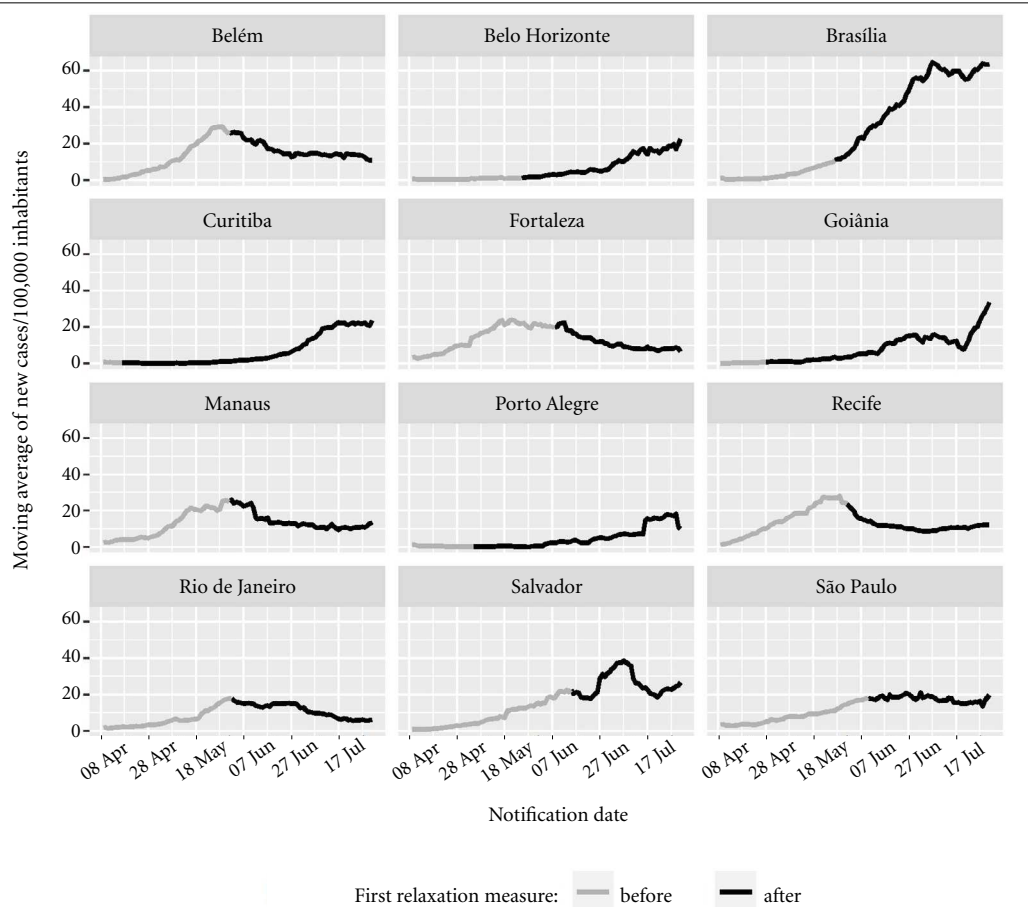 Moving average of new cases/100,000 inhabitants
Belém
Belo Horizonte
Brasília
60
40
20
0
Curitiba
Fortaleza
Goiânia
60
40
20
0
Manaus
Porto Alegre
Recife
60
40
20
0
Rio de Janeiro
Salvador
São Paulo
60
40
20
0
08 Apr
28 Apr
18 May
07 Jun
27 Jun
17 Jul
08 Apr
28 Apr
18 May
07 Jun
27 Jun
17 Jul
08 Apr
28 Apr
18 May
07 Jun
27 Jun
17 Jul
Notification date
First relaxation measure: before after